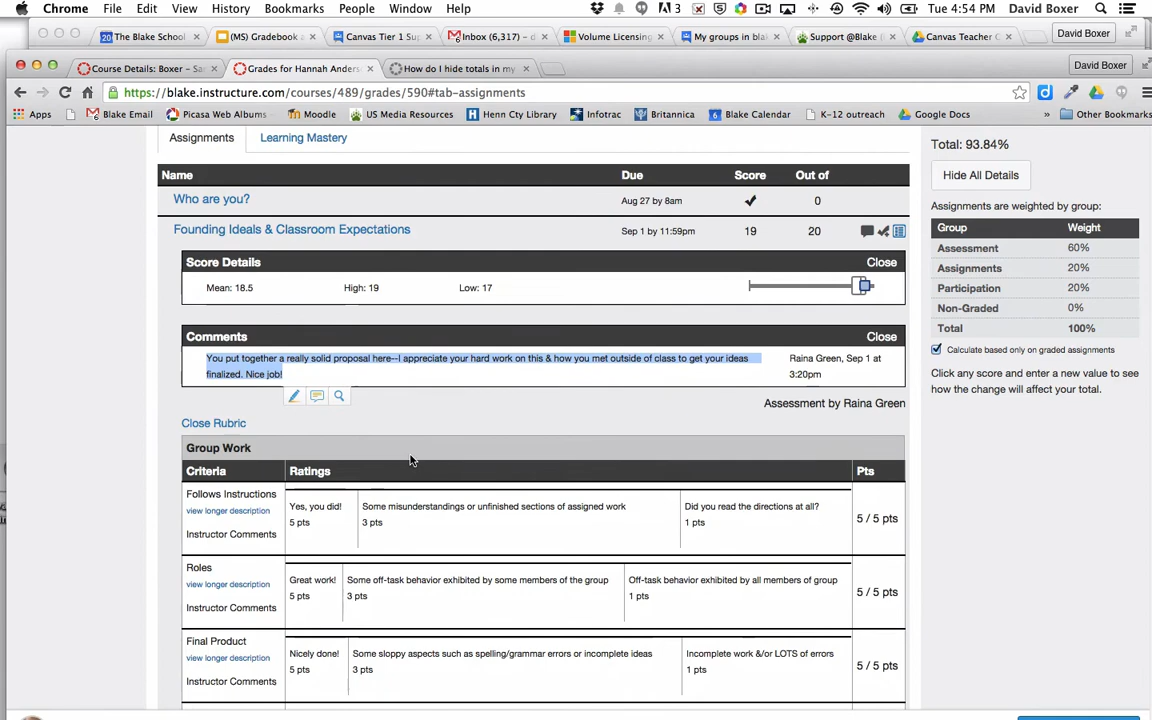 Chrome File Edit View History Bookmarks People Window Help 3 Tue 4:54 PM David Boxer
The Blake School (MS) Gradebook Canvas Tier 1 Sup Inbox (6,317) – d Volume Licensing My groups in blak Support @Blake Canvas Teacher C David Boxer
Course Details: Boxer – Sa Grades for Hannah Anders How do I hide totals in my David Boxer
https://blake.instructure.com/courses/489/grades/590#tab-assignments
Apps Blake Email Picasa Web Albums Moodle US Media Resources Henn Cty Library Infotrac Britannica Blake Calendar K-12 outreach Google Docs » Other Bookmarks
Assignments Learning Mastery
Name Due Score Out of
Who are you? Aug 27 by 8am 0
Founding Ideals & Classroom Expectations Sep 1 by 11:59pm 19 20
Score Details Close
Mean: 18.5 High: 19 Low: 17
Comments Close
You put together a really solid proposal here--I appreciate your hard work on this & how you met outside of class to get your ideas
finalized. Nice job!
Raina Green, Sep 1 at
3:20pm
Assessment by Raina Green
Close Rubric
Group Work
Criteria Ratings Pts
Follows Instructions
view longer description
Instructor Comments
Yes, you did!
5 pts
Some misunderstandings or unfinished sections of assigned work
3 pts
Did you read the directions at all?
1 pts
5 / 5 pts
Roles
view longer description
Instructor Comments
Great work!
5 pts
Some off-task behavior exhibited by some members of the group
3 pts
Off-task behavior exhibited by all members of group
1 pts
5 / 5 pts
Final Product
view longer description
Instructor Comments
Nicely done!
5 pts
Some sloppy aspects such as spelling/grammar errors or incomplete ideas
3 pts
Incomplete work &/or LOTS of errors
1 pts
5 / 5 pts
Total: 93.84%
Hide All Details
Assignments are weighted by group:
Group Weight
Assessment 60%
Assignments 20%
Participation 20%
Non-Graded 0%
Total 100%
Calculate based only on graded assignments
Click any score and enter a new value to see
how the change will affect your total.